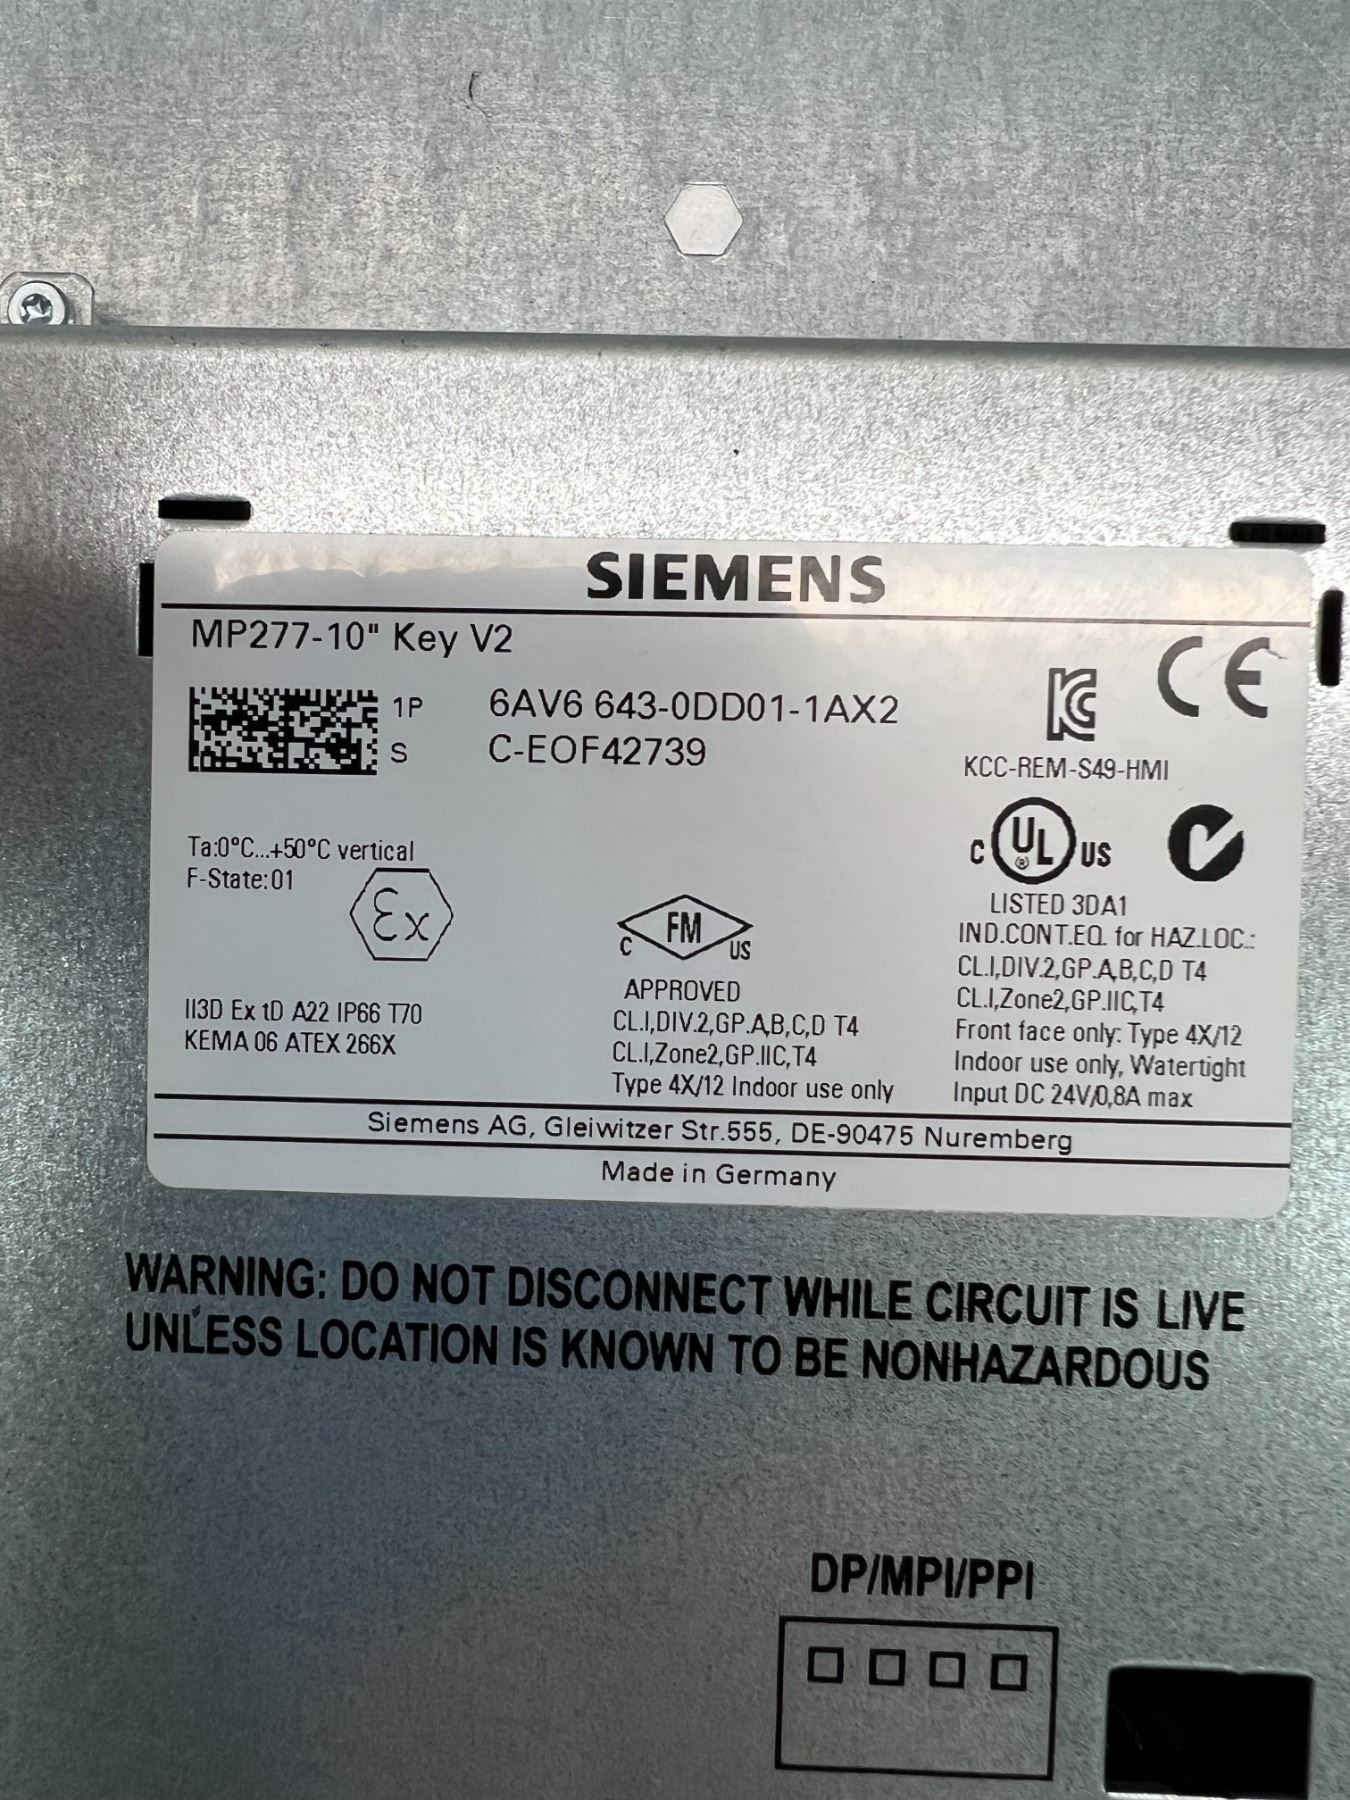 SIEMENS
MP277-10" Key V2
1P 6AV6 643-0DD01-1AX2
S C-EOF42739
KCC-REM-S49-HMI
CE
Ta:0°C...+50°C vertical
F-State:01
Ex
II3D Ex tD A22 IP66 T70
KEMA 06 ATEX 266X
C FM US
APPROVED
CL.I,DIV.2,GP.A,B,C,D T4
CL.I,Zone2,GP.IIC,T4
Type 4X/12 Indoor use only
C UL US
LISTED 3DA1
IND.CONT.EQ. for HAZ.LOC.:
CL.I,DIV.2,GP.A,B,C,D T4
CL.I,Zone2,GP.IIC,T4
Front face only: Type 4X/12
Indoor use only, Watertight
Input DC 24V/0,8A max
Siemens AG, Gleiwitzer Str.555, DE-90475 Nuremberg
Made in Germany
WARNING: DO NOT DISCONNECT WHILE CIRCUIT IS LIVE
UNLESS LOCATION IS KNOWN TO BE NONHAZARDOUS
DP/MPI/PPI